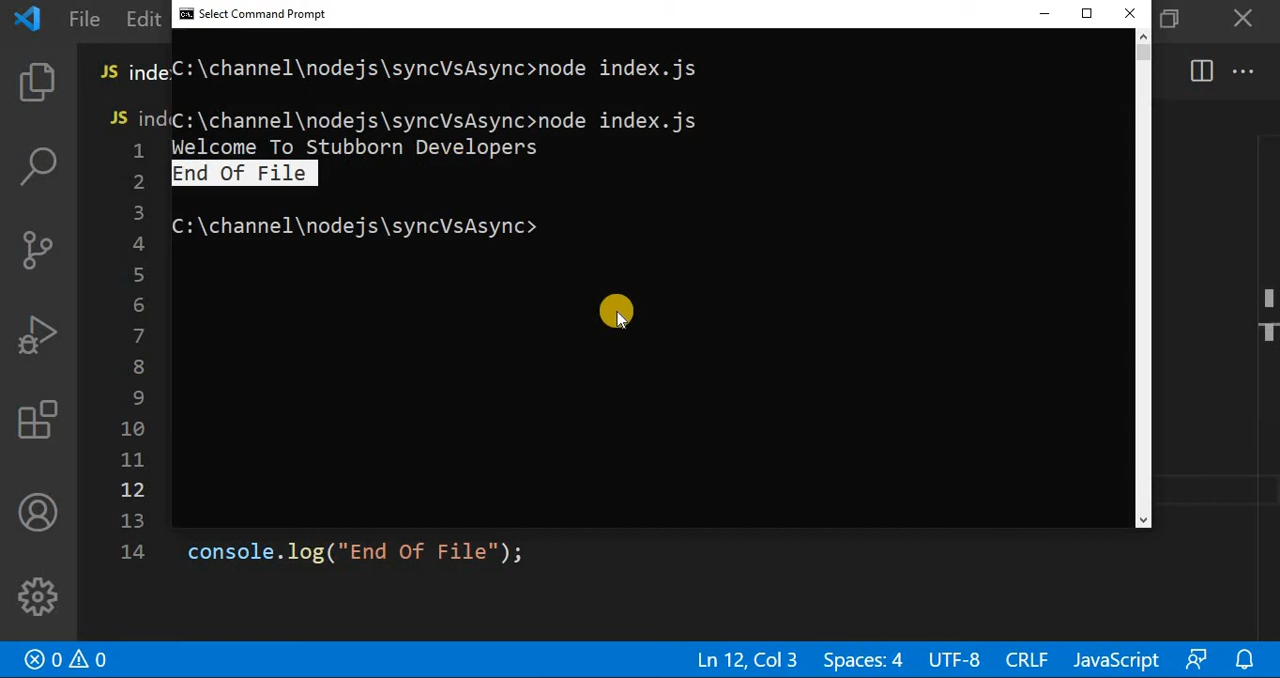 File Edit
Select Command Prompt
JS inde
JS ind
C:\channel\nodejs\syncVsAsync>node index.js
C:\channel\nodejs\syncVsAsync>node index.js
Welcome To Stubborn Developers
End Of File
C:\channel\nodejs\syncVsAsync>
1
2
3
4
5
6
7
8
9
10
11
12
13
14 console.log("End Of File");
0 0 Ln 12, Col 3 Spaces: 4 UTF-8 CRLF JavaScript